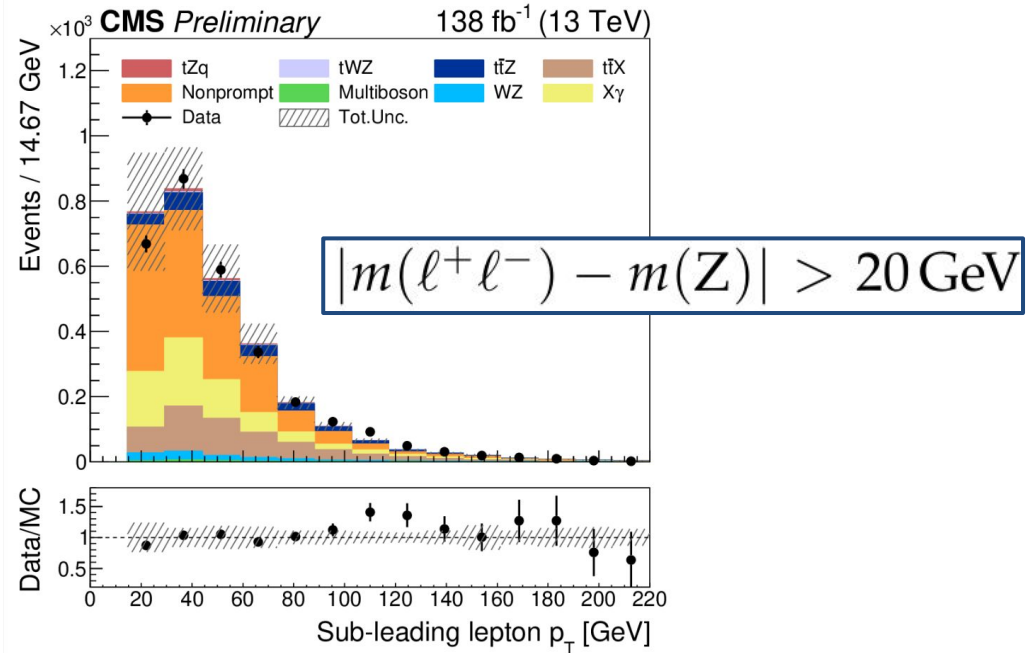 ×10³ CMS Preliminary 138 fb⁻¹ (13 TeV)
Events / 14.67 GeV
1.2
1
0.8
0.6
0.4
0.2
0
tZq tWZ tt̄Z tt̄X
Nonprompt Multiboson WZ Xγ
Data Tot.Unc.
|m(ℓ⁺ℓ⁻) − m(Z)| > 20 GeV
Data/MC
1.5
1
0.5
0 20 40 60 80 100 120 140 160 180 200 220
Sub-leading lepton p_T [GeV]